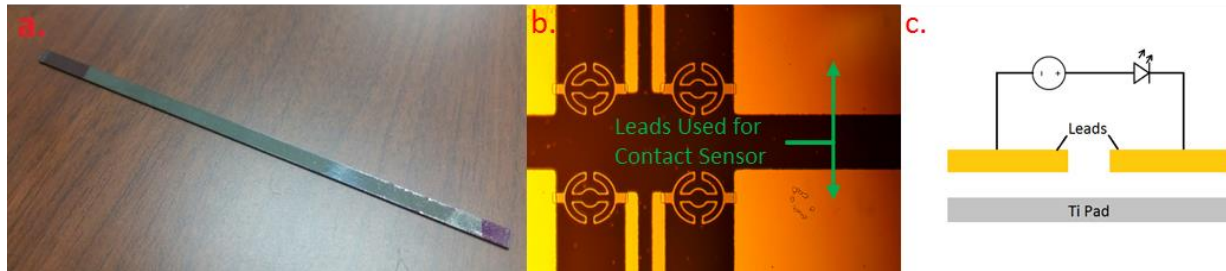 a.
b.
c.
Leads Used for
Contact Sensor
- +
Leads
Ti Pad